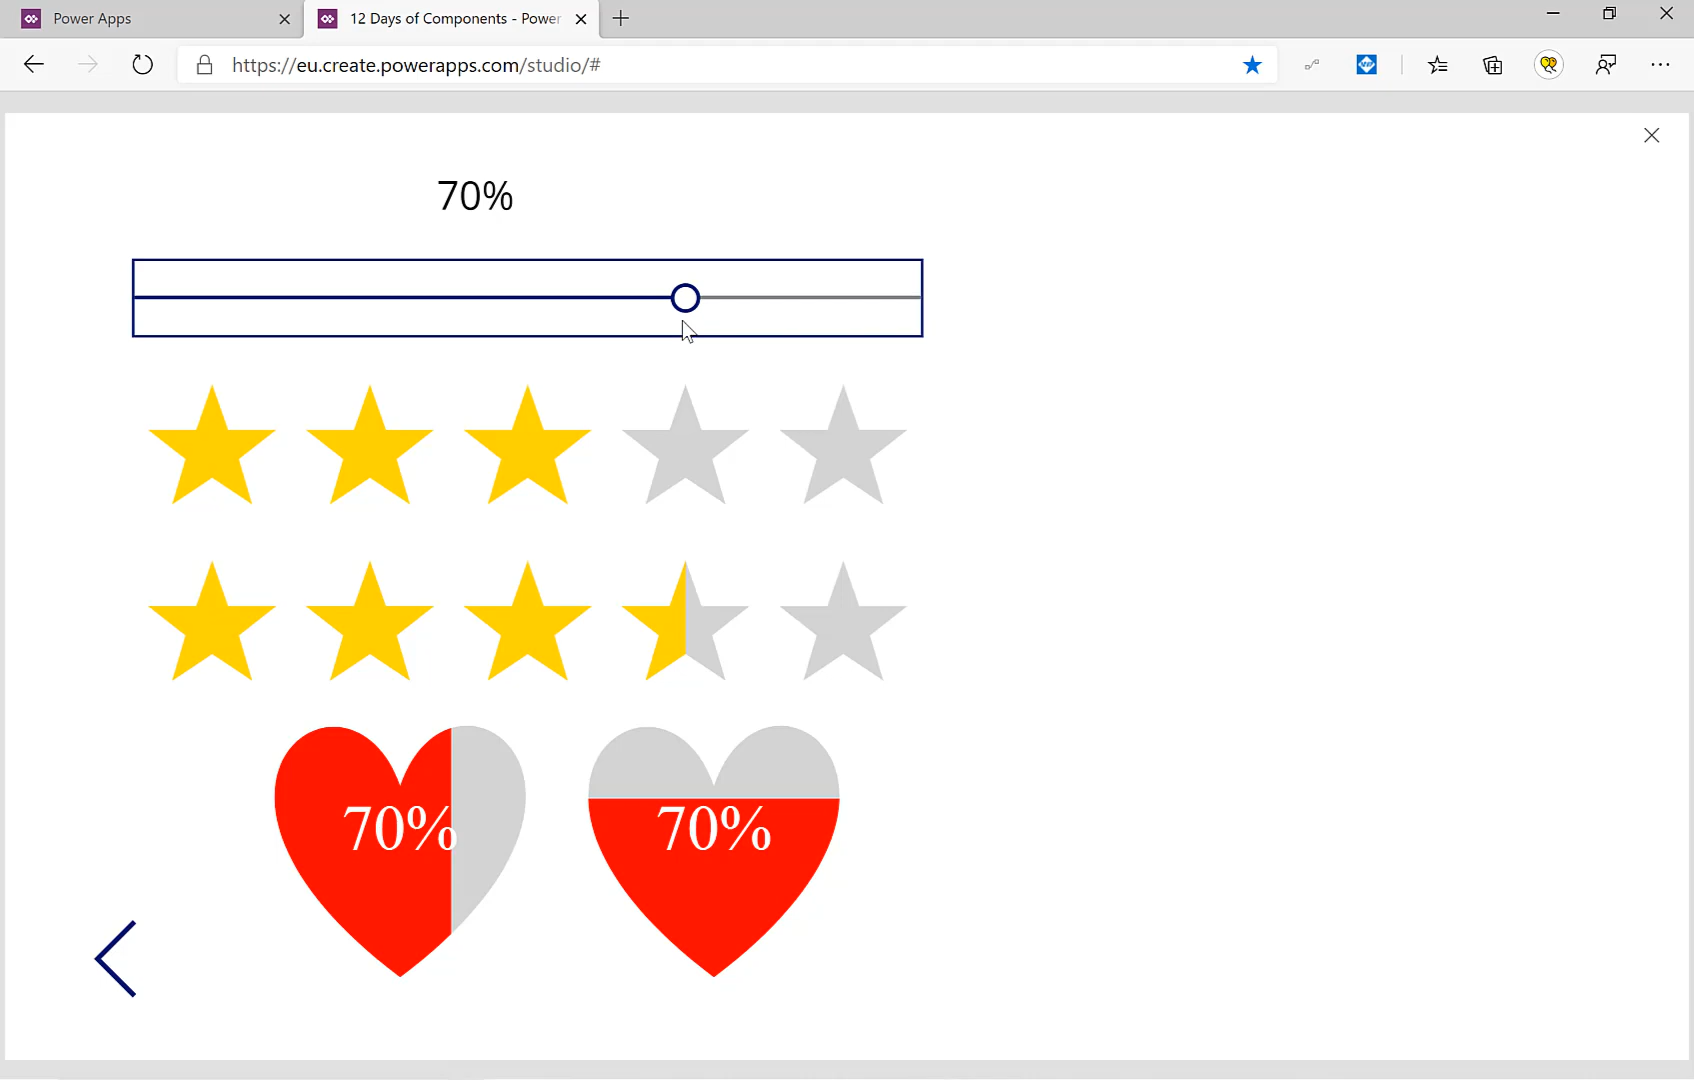 Power Apps
12 Days of Components - Power
https://eu.create.powerapps.com/studio/#
70%
70%
70%